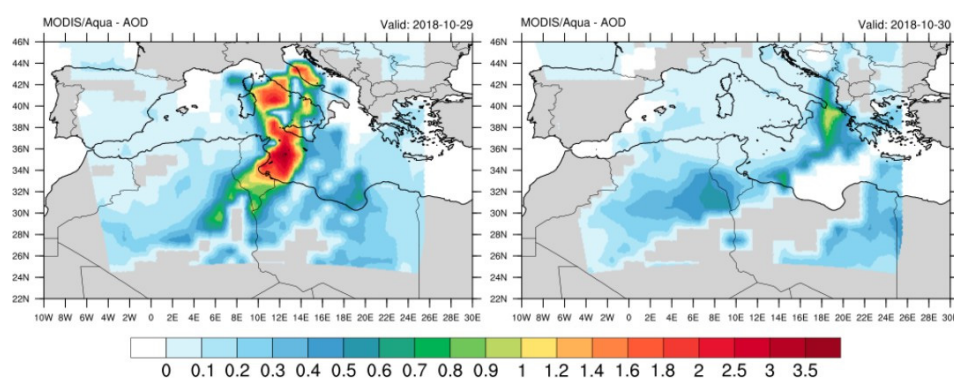 MODIS/Aqua - AOD Valid: 2018-10-29
46N
44N
42N
40N
38N
36N
34N
32N
30N
28N
26N
24N
22N
10W 8W 6W 4W 2W 0 2E 4E 6E 8E 10E 12E 14E 16E 18E 20E 22E 24E 26E 28E 30E
MODIS/Aqua - AOD Valid: 2018-10-30
46N
44N
42N
40N
38N
36N
34N
32N
30N
28N
26N
24N
22N
10W 8W 6W 4W 2W 0 2E 4E 6E 8E 10E 12E 14E 16E 18E 20E 22E 24E 26E 28E 30E
0 0.1 0.2 0.3 0.4 0.5 0.6 0.7 0.8 0.9 1 1.2 1.4 1.6 1.8 2 2.5 3 3.5